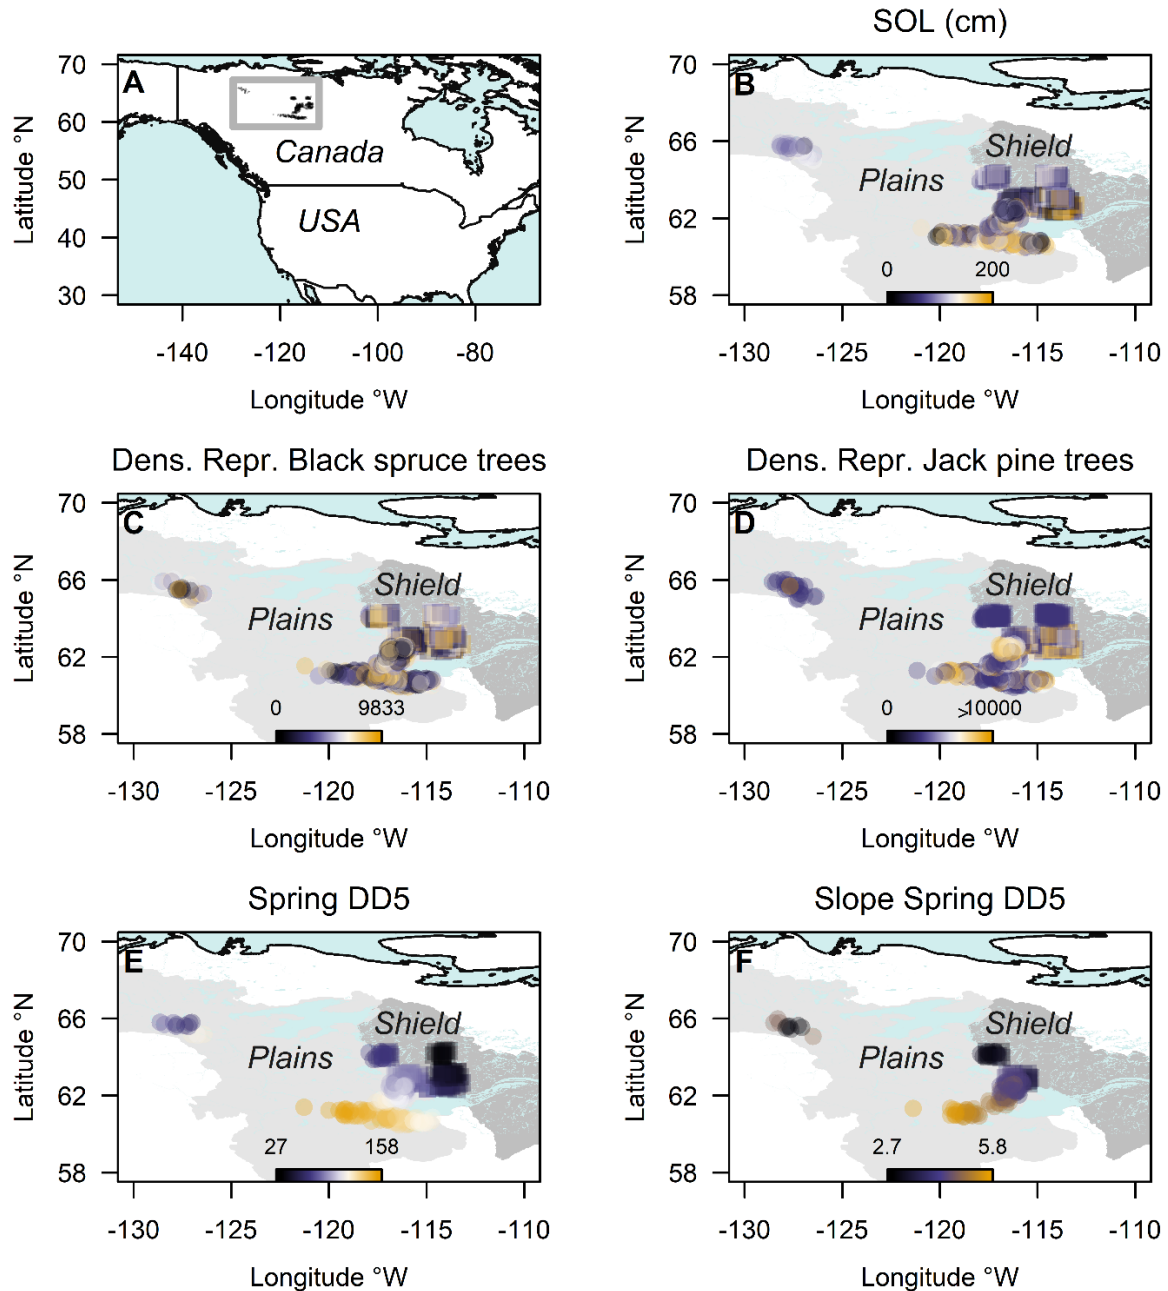 SOL (cm)
A
Canada
USA
70
60
50
40
30
Latitude °N
-140 -120 -100 -80
Longitude °W
B
Shield
Plains
0 200
70
66
62
58
Latitude °N
-130 -125 -120 -115 -110
Longitude °W
Dens. Repr. Black spruce trees
C
Shield
Plains
0 9833
70
66
62
58
Latitude °N
-130 -125 -120 -115 -110
Longitude °W
Dens. Repr. Jack pine trees
D
Shield
Plains
0 >10000
70
66
62
58
Latitude °N
-130 -125 -120 -115 -110
Longitude °W
Spring DD5
E
Shield
Plains
27 158
70
66
62
58
Latitude °N
-130 -125 -120 -115 -110
Longitude °W
Slope Spring DD5
F
Shield
Plains
2.7 5.8
70
66
62
58
Latitude °N
-130 -125 -120 -115 -110
Longitude °W